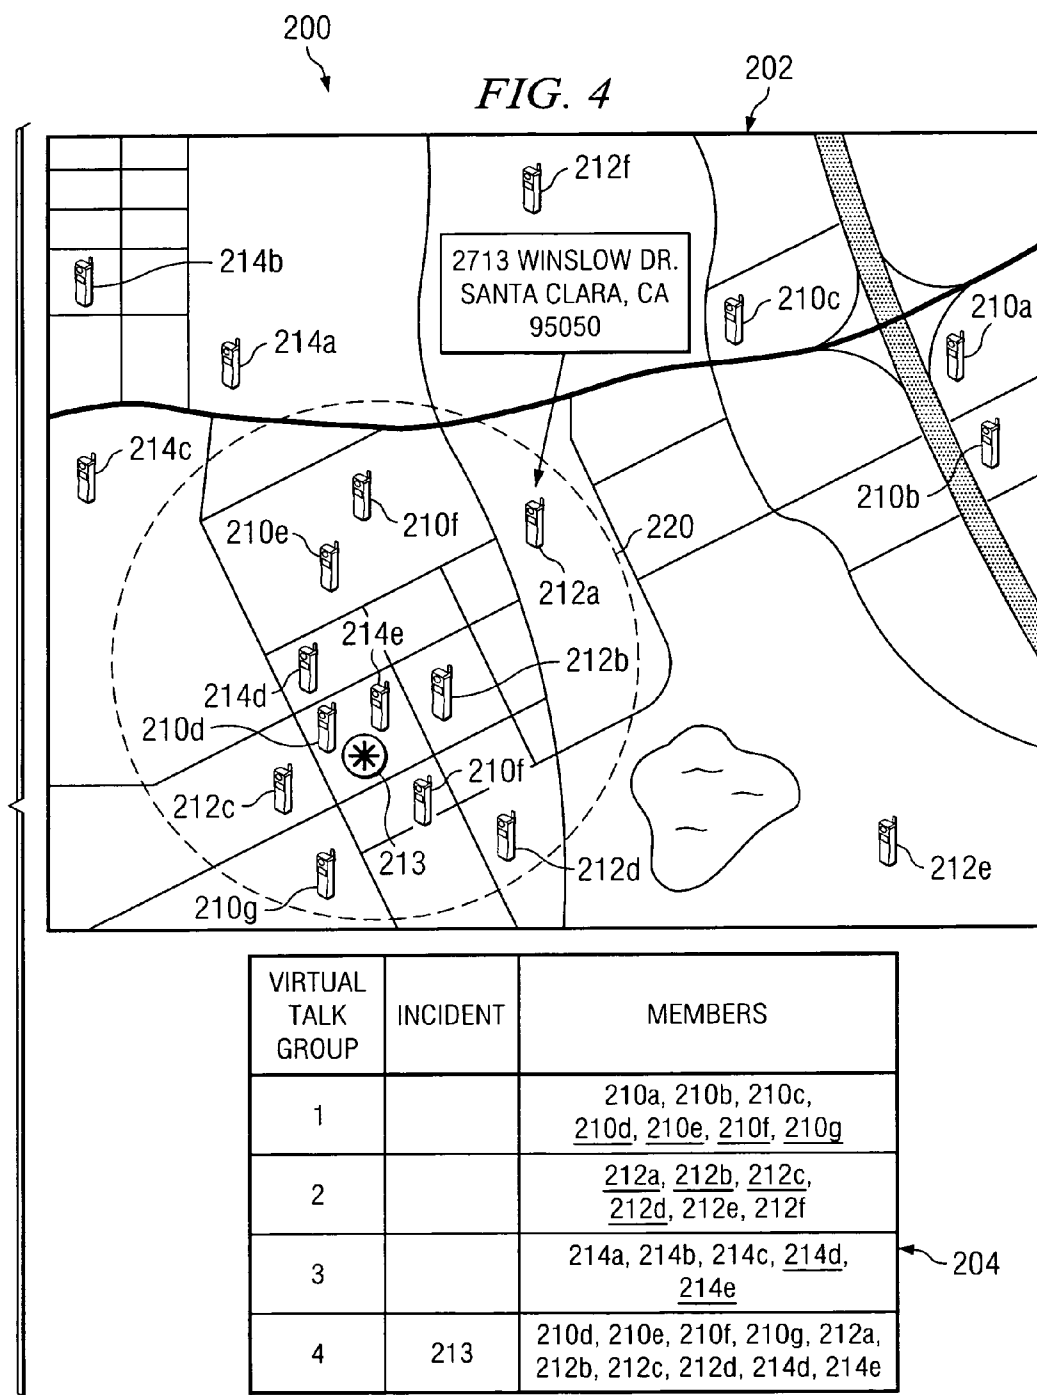 200
FIG. 4
202
212f
214b
2713 WINSLOW DR.
SANTA CLARA, CA
95050
210c
210a
214a
214c
210b
210f
210e
220
212a
214e
212b
214d
210d
210f
212c
213
212d
212e
210g
VIRTUAL
TALK
GROUP
INCIDENT
MEMBERS
1
210a, 210b, 210c,
210d, 210e, 210f, 210g
2
212a, 212b, 212c,
212d, 212e, 212f
3
214a, 214b, 214c, 214d,
214e
204
4
213
210d, 210e, 210f, 210g, 212a,
212b, 212c, 212d, 214d, 214e